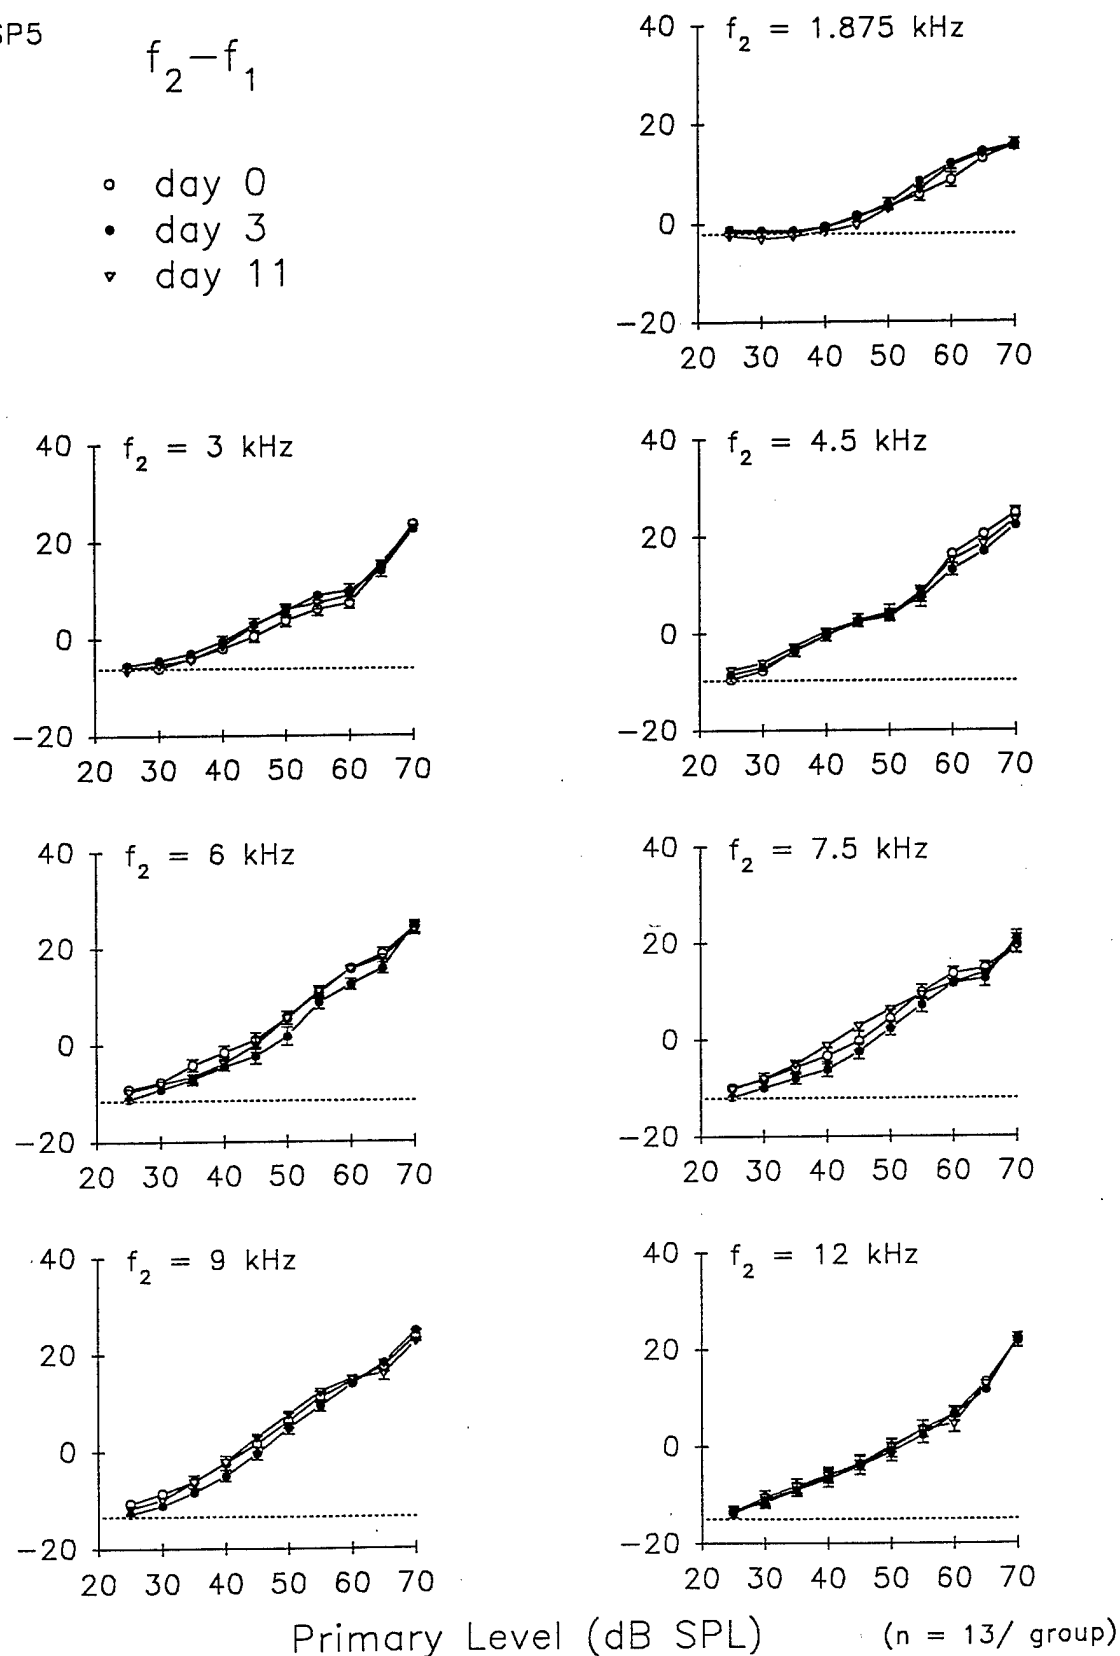 SP5
f2−f1
day 0
day 3
day 11
f2 = 1.875 kHz
40
20
0
−20
20 30 40 50 60 70
f2 = 3 kHz
40
20
0
−20
20 30 40 50 60 70
f2 = 4.5 kHz
40
20
0
−20
20 30 40 50 60 70
f2 = 6 kHz
40
20
0
−20
20 30 40 50 60 70
f2 = 7.5 kHz
40
20
0
−20
20 30 40 50 60 70
f2 = 9 kHz
40
20
0
−20
20 30 40 50 60 70
f2 = 12 kHz
40
20
0
−20
20 30 40 50 60 70
Primary Level (dB SPL)
(n = 13/ group)